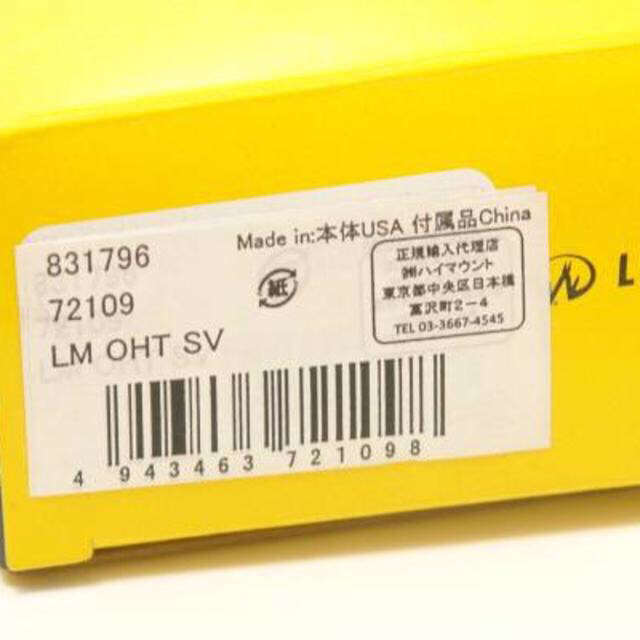 Made in:本体USA 付属品China
831796
72109
LM OHT SV
紙
正規輸入代理店
㈱ハイマウント
東京都中央区日本橋
富沢町2-4
TEL 03-3667-4545
L
4 943463 721098